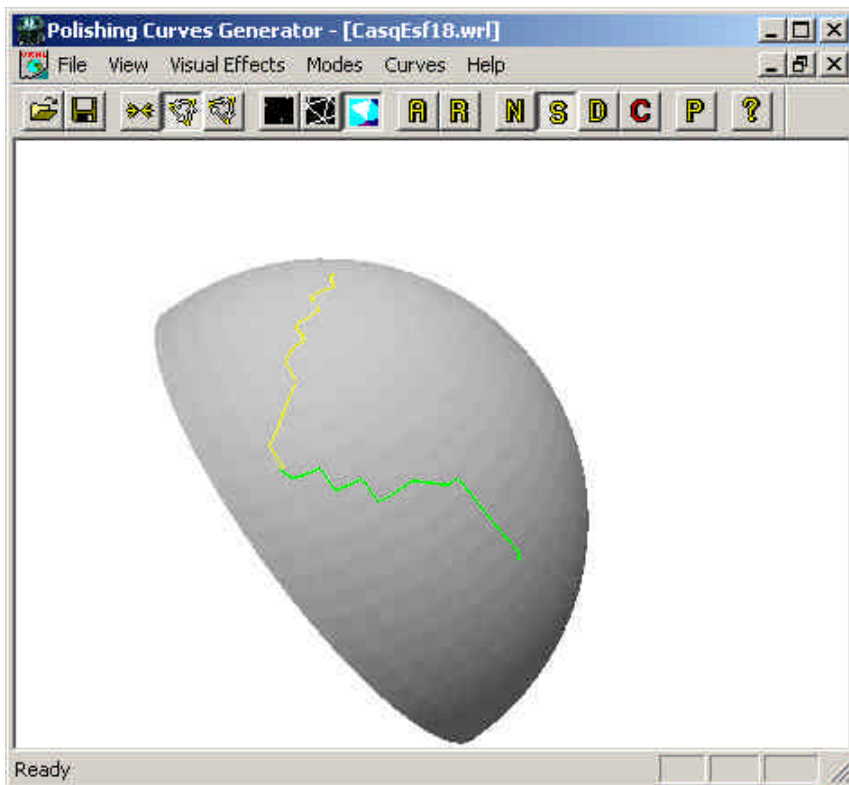 Polishing Curves Generator - [CasqEsf18.wrl]
File View Visual Effects Modes Curves Help
A R N S D C P ?
Ready